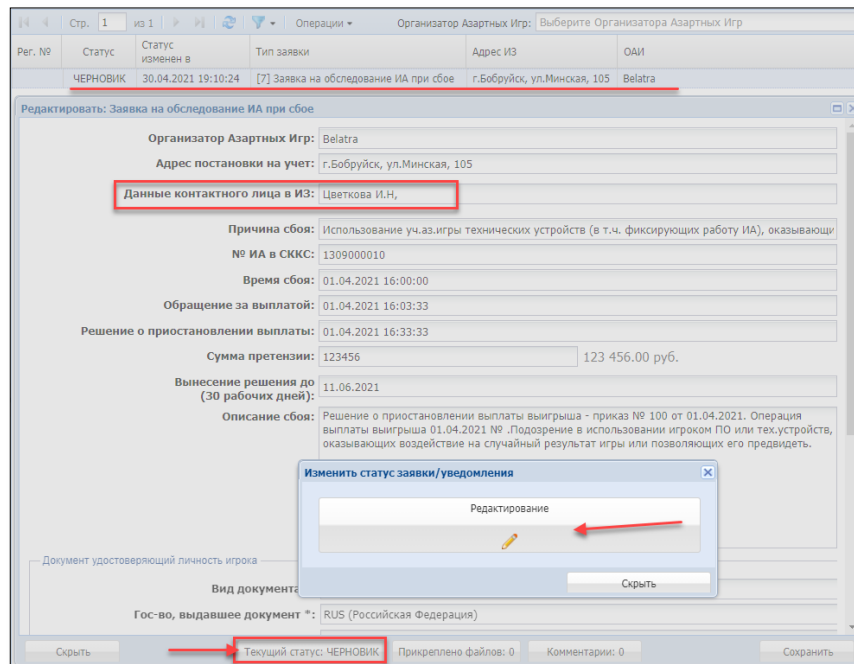 Стр. 1 из 1 Операции Организатор Азартных Игр: Выберите Организатора Азартных Игр
Рег. № Статус Статус изменен в Тип заявки Адрес ИЗ ОАИ
ЧЕРНОВИК 30.04.2021 19:10:24 [7] Заявка на обследование ИА при сбое г.Бобруйск, ул.Минская, 105 Belatra
Редактировать: Заявка на обследование ИА при сбое
Организатор Азартных Игр: Belatra
Адрес постановки на учет: г.Бобруйск, ул.Минская, 105
Данные контактного лица в ИЗ: Цветкова И.Н,
Причина сбоя: Использование уч.аз.игры технических устройств (в т.ч. фиксирующих работу ИА), оказывающи
№ ИА в СККС: 1309000010
Время сбоя: 01.04.2021 16:00:00
Обращение за выплатой: 01.04.2021 16:03:33
Решение о приостановлении выплаты: 01.04.2021 16:33:33
Сумма претензии: 123456 123 456.00 руб.
Вынесение решения до
(30 рабочих дней): 11.06.2021
Описание сбоя: Решение о приостановлении выплаты выигрыша - приказ № 100 от 01.04.2021. Операция
выплаты выигрыша 01.04.2021 № .Подозрение в использовании игроком ПО или тех.устройств,
оказывающих воздействие на случайный результат игры или позволяющих его предвидеть.
Изменить статус заявки/уведомления
Редактирование
Скрыть
Документ удостоверяющий личность игрока
Вид документа
Гос-во, выдавшее документ *: RUS (Российская Федерация)
Скрыть Текущий статус: ЧЕРНОВИК Прикреплено файлов: 0 Комментарии: 0 Сохранить